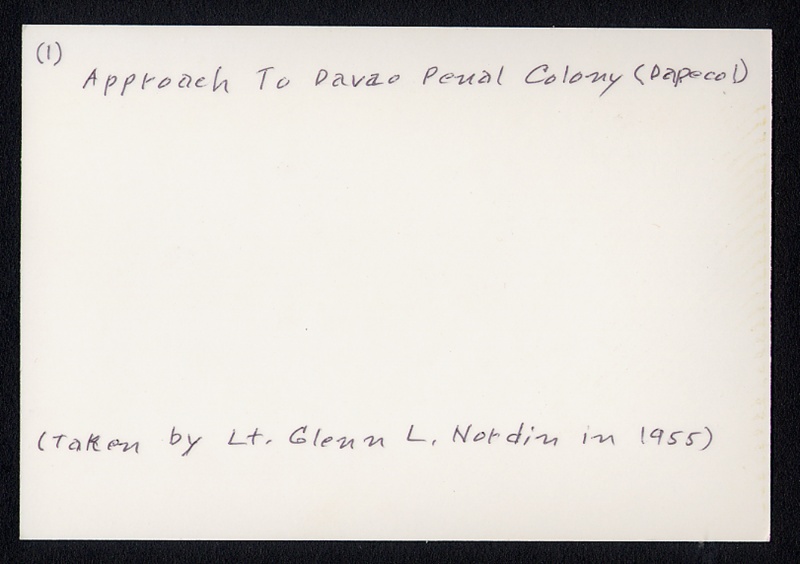 (1)
Approach To Davao Penal Colony (Dapecol)
(Taken by Lt. Glenn L. Nordin in 1955)